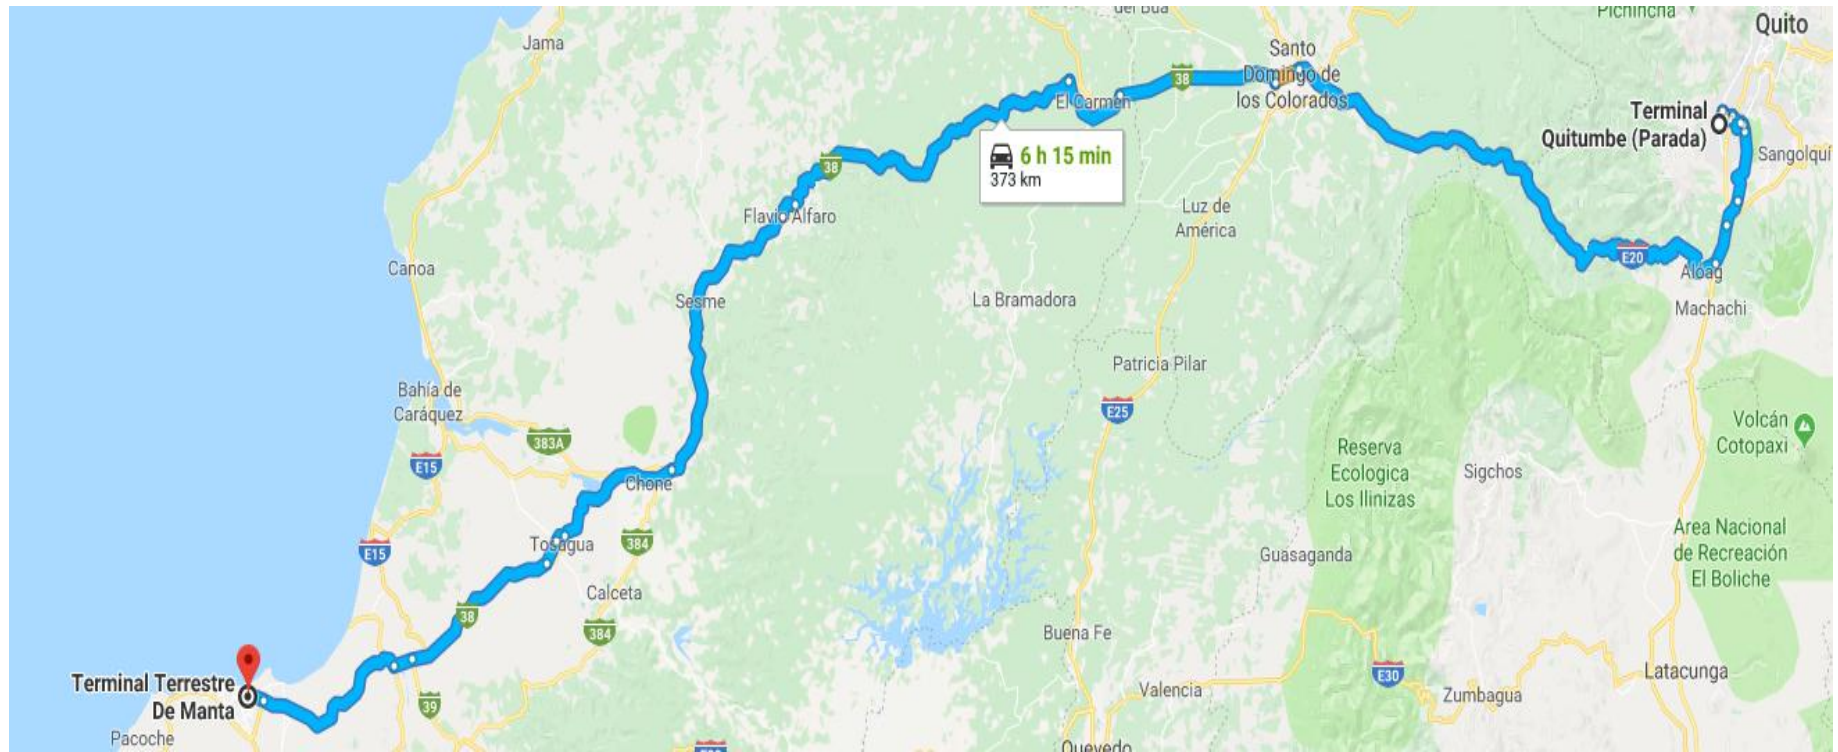 del Búa
Pichincha
Quito
Jama
Santo
Domingo de
los Colorados
38
El Carmen
Terminal
Quitumbe (Parada)
6 h 15 min
373 km
Sangolquí
38
Flavio Alfaro
Luz de
América
Canoa
E20
Aloag
Sesme
La Bramadora
Machachi
Patricia Pilar
Bahía de
Caráquez
E25
Volcán
Cotopaxi
383A
E15
Reserva
Ecologica
Los Ilinizas
Sigchos
Chone
Area Nacional
de Recreación
El Boliche
E15
Tosagua
384
Guasaganda
Calceta
38
384
Buena Fe
Terminal Terrestre
De Manta
E30
Latacunga
Valencia
Zumbagua
39
Pacoche
Quevedo